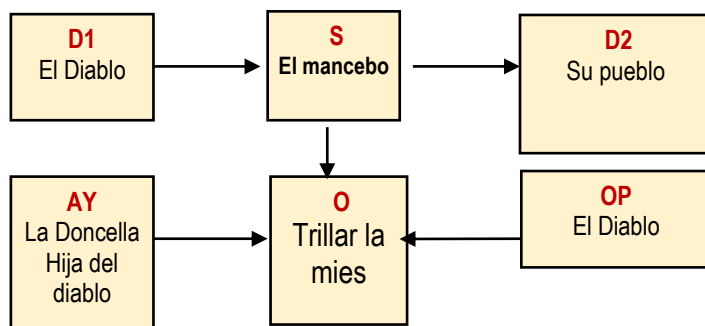 D1
El Diablo
S
El mancebo
D2
Su pueblo
AY
La Doncella
Hija del
diablo
O
Trillar la
mies
OP
El Diablo